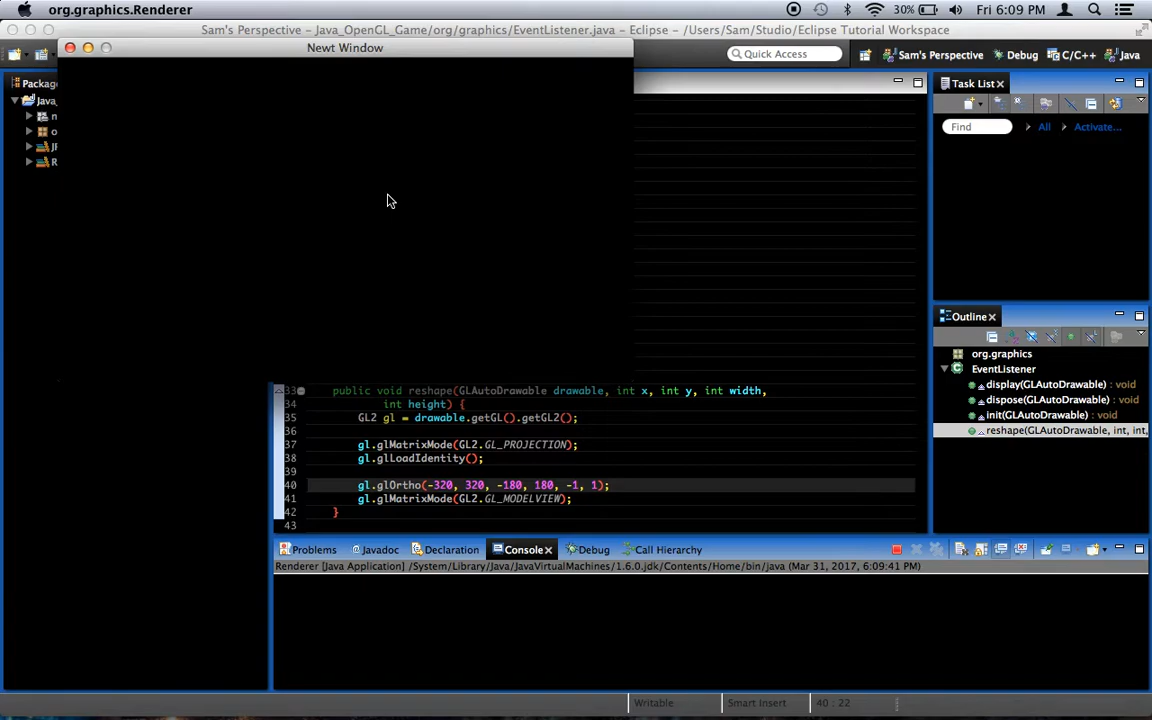 org.graphics.Renderer
30%
Fri 6:09 PM
Sam's Perspective - Java_OpenGL_Game/org/graphics/EventListener.java - Eclipse - /Users/Sam/Studio/Eclipse Tutorial Workspace
Newt Window
Quick Access
Sam's Perspective
Debug
C/C++
Java
Package
Task List
Java_
n
o
JR
R
Find
All
Activate...
Outline
org.graphics
EventListener
display(GLAutoDrawable) : void
dispose(GLAutoDrawable) : void
init(GLAutoDrawable) : void
reshape(GLAutoDrawable, int, int,
33 public void reshape(GLAutoDrawable drawable, int x, int y, int width,
34 int height) {
35 GL2 gl = drawable.getGL().getGL2();
36
37 gl.glMatrixMode(GL2.GL_PROJECTION);
38 gl.glLoadIdentity();
39
40 gl.glOrtho(-320, 320, -180, 180, -1, 1);
41 gl.glMatrixMode(GL2.GL_MODELVIEW);
42 }
43
Problems
Javadoc
Declaration
Console
Debug
Call Hierarchy
Renderer [Java Application] /System/Library/Java/JavaVirtualMachines/1.6.0.jdk/Contents/Home/bin/java (Mar 31, 2017, 6:09:41 PM)
Writable
Smart Insert
40 : 22